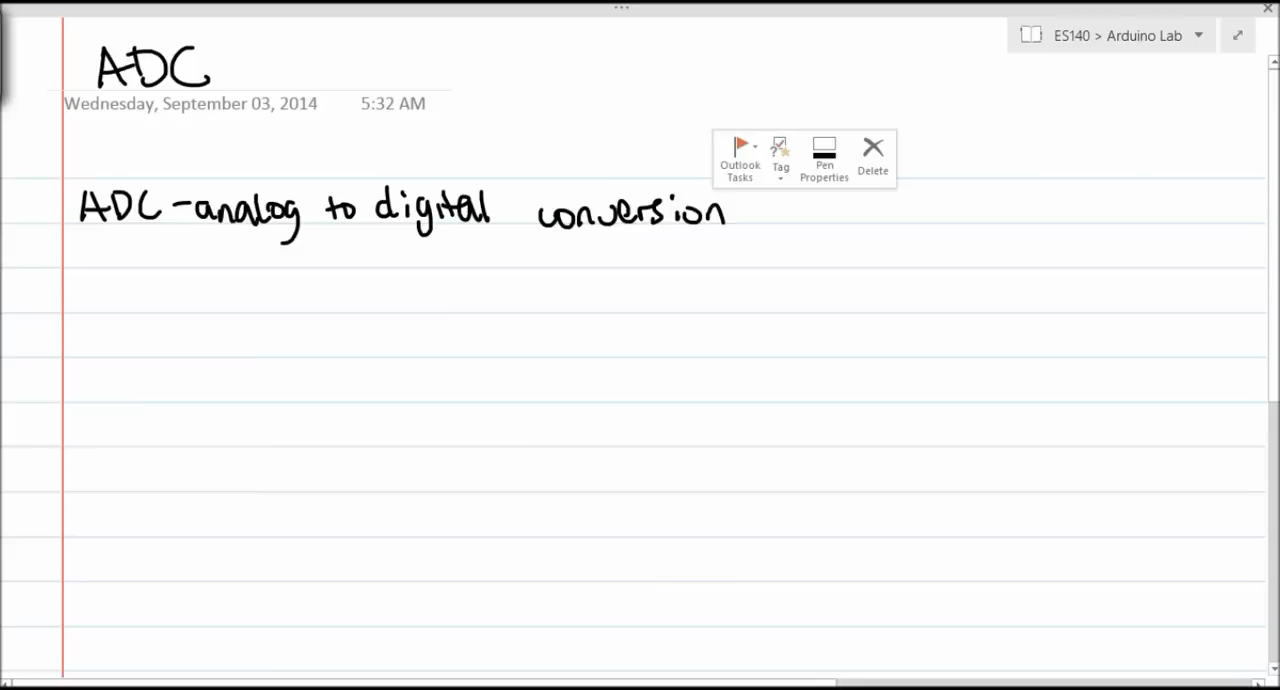 ES140 > Arduino Lab
ADC
Wednesday, September 03, 2014 5:32 AM
Outlook Tasks Tag Pen Properties Delete
ADC - analog to digital conversion